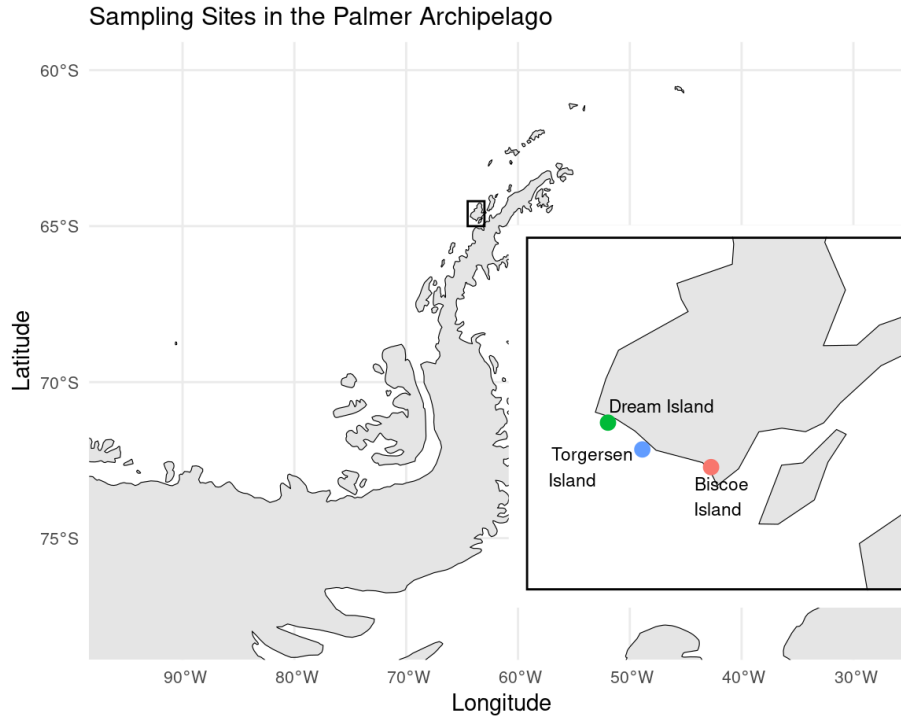 Sampling Sites in the Palmer Archipelago
60°S
65°S
70°S
75°S
Latitude
Dream Island
Torgersen
Island
Biscoe
Island
90°W
80°W
70°W
60°W
50°W
40°W
30°W
Longitude